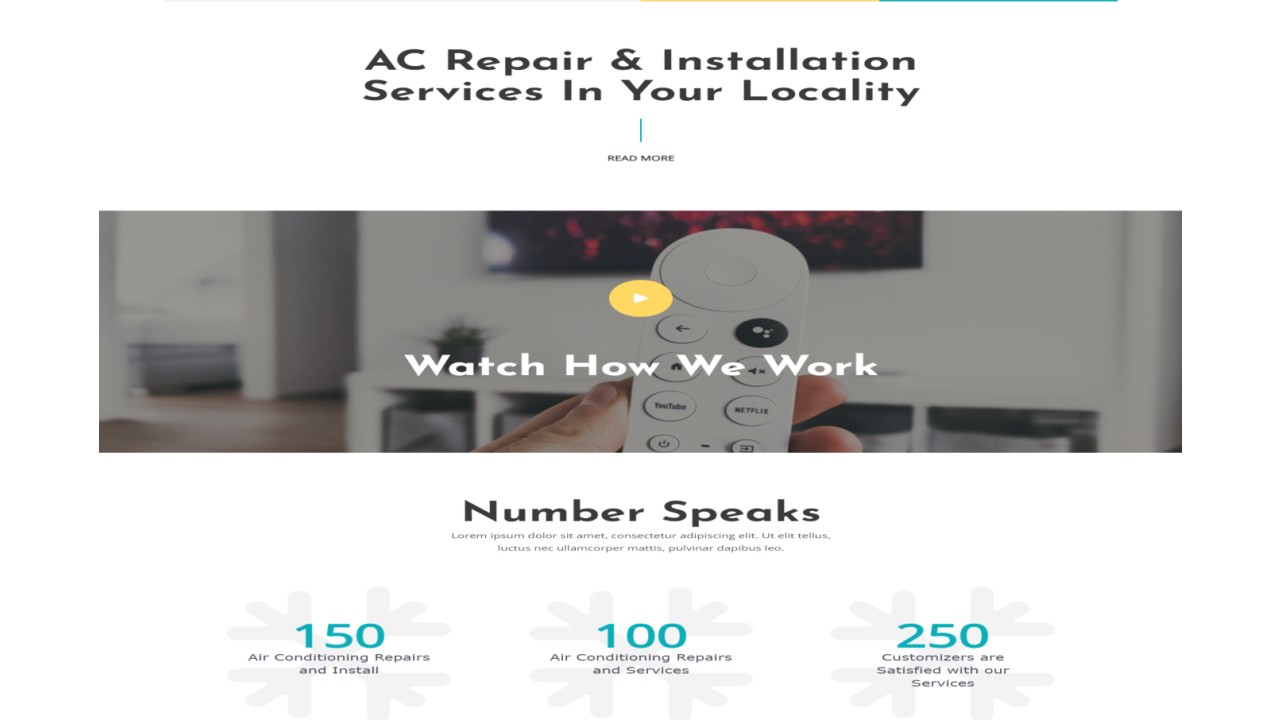 AC Repair & Installation
Services In Your Locality
READ MORE
Watch How We Work
YouTube
NETFLIX
Number Speaks
Lorem ipsum dolor sit amet, consectetur adipiscing elit. Ut elit tellus,
luctus nec ullamcorper mattis, pulvinar dapibus leo.
150
Air Conditioning Repairs
and Install
100
Air Conditioning Repairs
and Services
250
Customizers are
Satisfied with our
Services